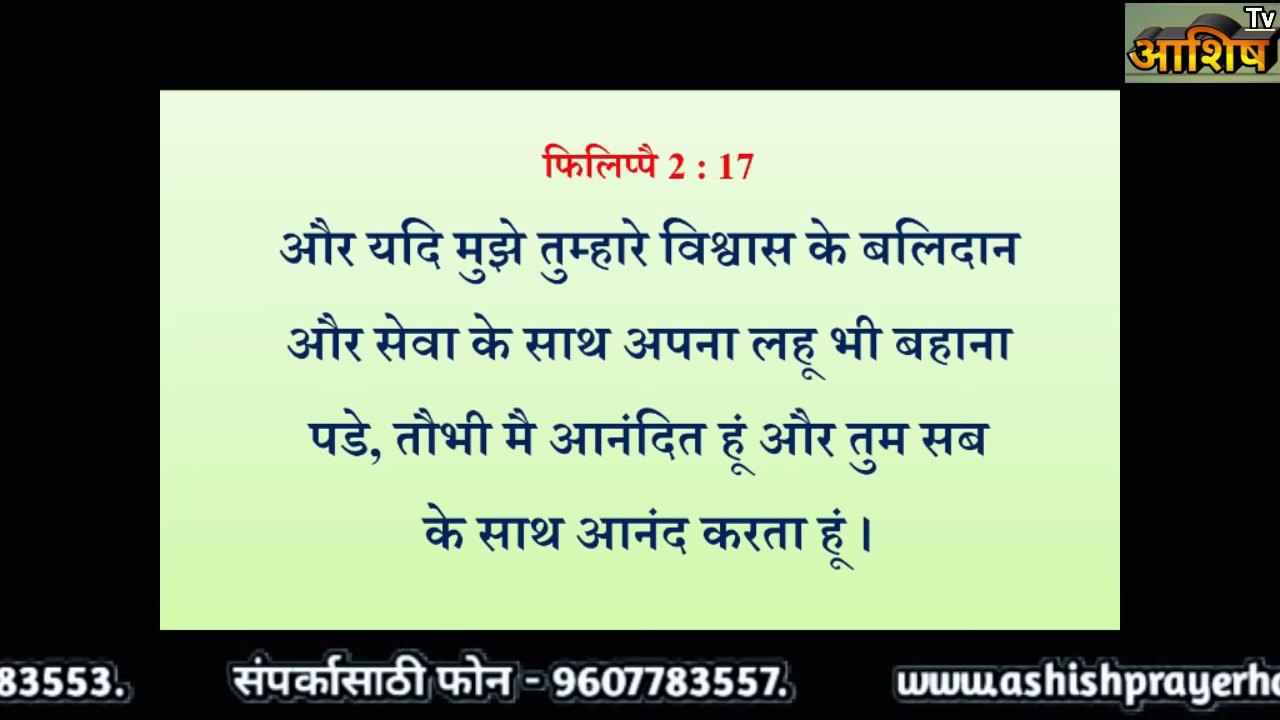 Tv
आशिष
फिलिप्पै 2 : 17
और यदि मुझे तुम्हारे विश्वास के बलिदान
और सेवा के साथ अपना लहू भी बहाना
पडे, तौभी मै आनंदित हूं और तुम सब
के साथ आनंद करता हूं ।
83553. संपर्कासाठी फोन - 9607783557. www.ashishprayerho